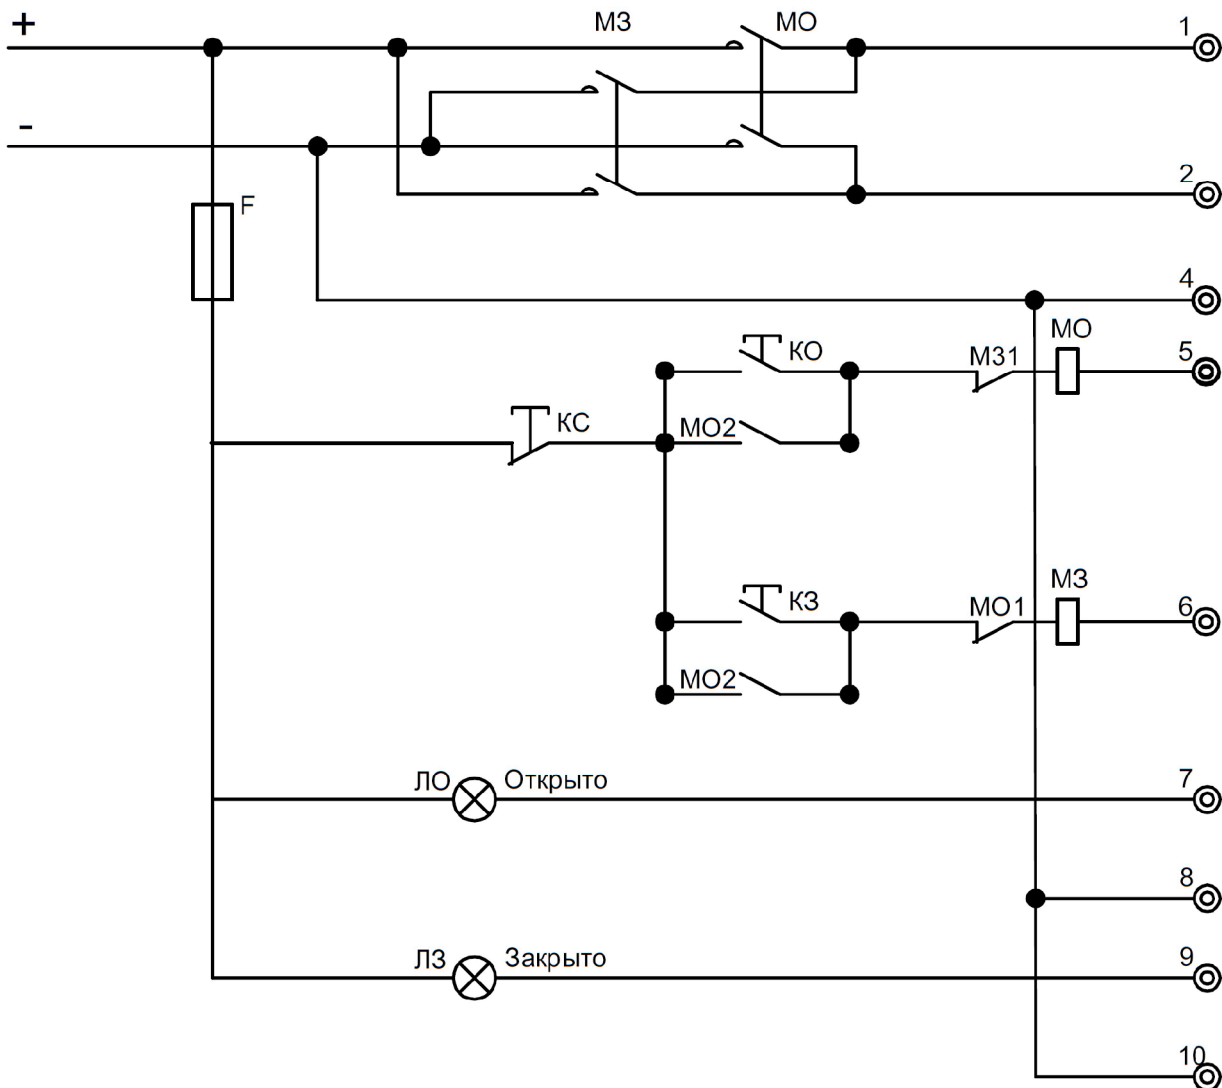 +
МЗ МО 1
-
2
F
4
МО
КО МЗ1 5
КС МО2
МЗ
КЗ МО1 6
МО2
ЛО Открыто 7
8
ЛЗ Закрыто 9
10